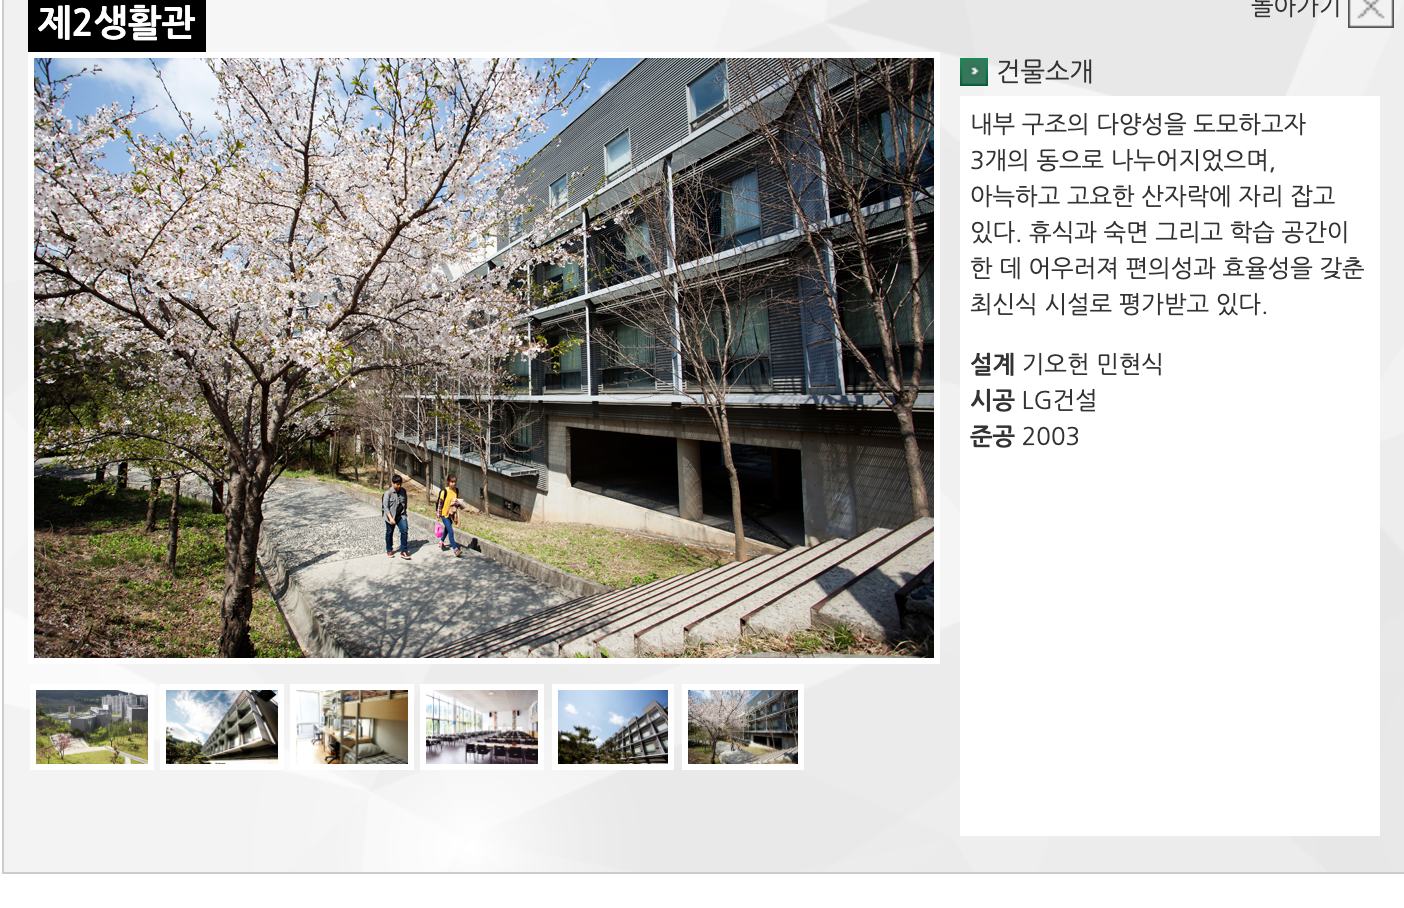 돌아가기
제2생활관
건물소개
내부 구조의 다양성을 도모하고자
3개의 동으로 나누어지었으며,
아늑하고 고요한 산자락에 자리 잡고
있다. 휴식과 숙면 그리고 학습 공간이
한 데 어우러져 편의성과 효율성을 갖춘
최신식 시설로 평가받고 있다.
설계 기오헌 민현식
시공 LG건설
준공 2003